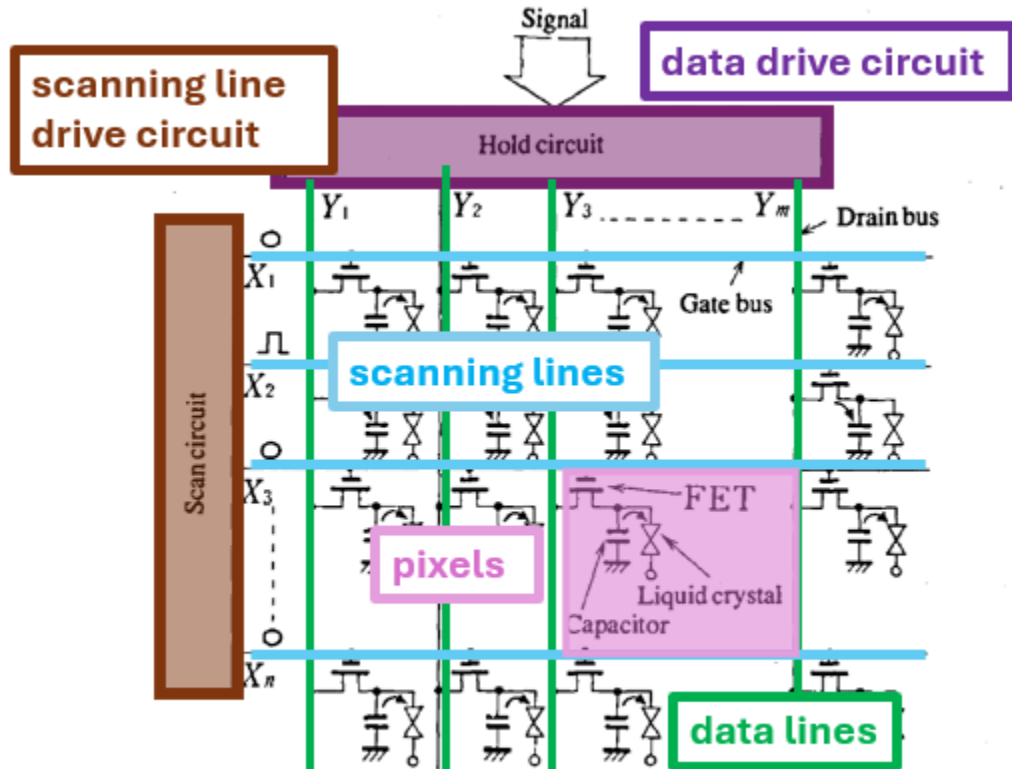 Signal
data drive circuit
scanning line
drive circuit
Hold circuit
Y1 Y2 Y3 Ym
Drain bus
X1
Gate bus
scanning lines
X2
Scan circuit
X3
FET
pixels
Liquid crystal
Capacitor
Xn
data lines